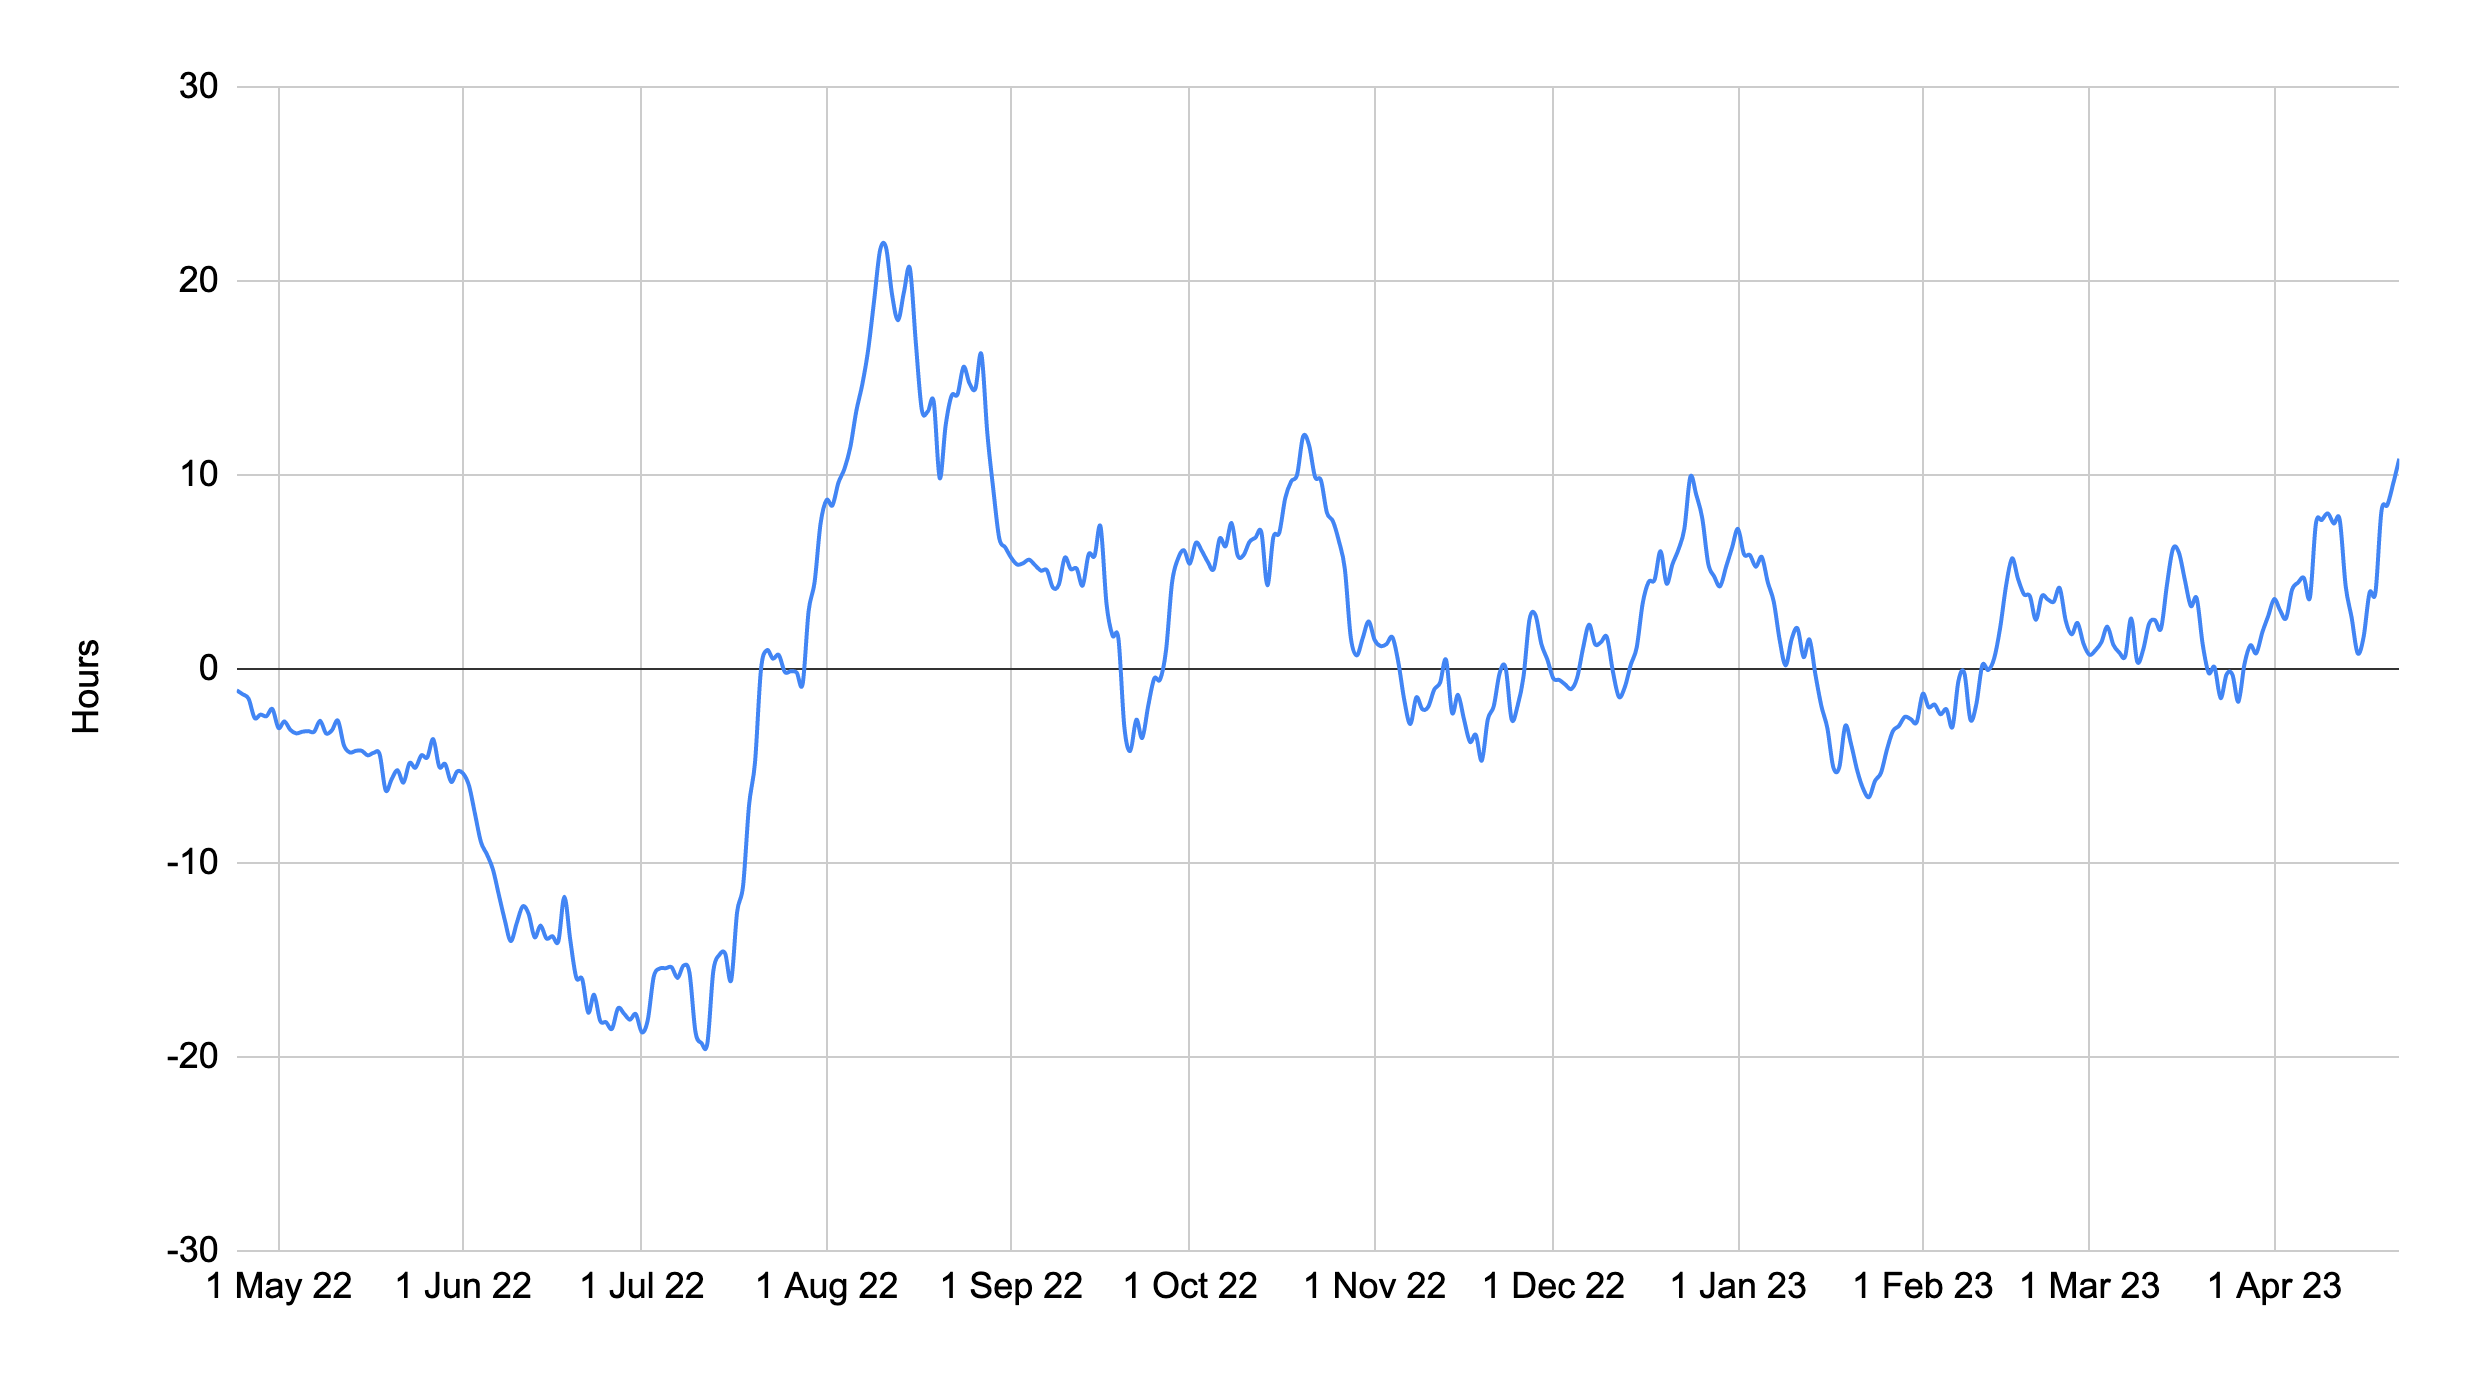 30
20
10
0
-10
-20
-30
Hours
1 May 22
1 Jun 22
1 Jul 22
1 Aug 22
1 Sep 22
1 Oct 22
1 Nov 22
1 Dec 22
1 Jan 23
1 Feb 23
1 Mar 23
1 Apr 23